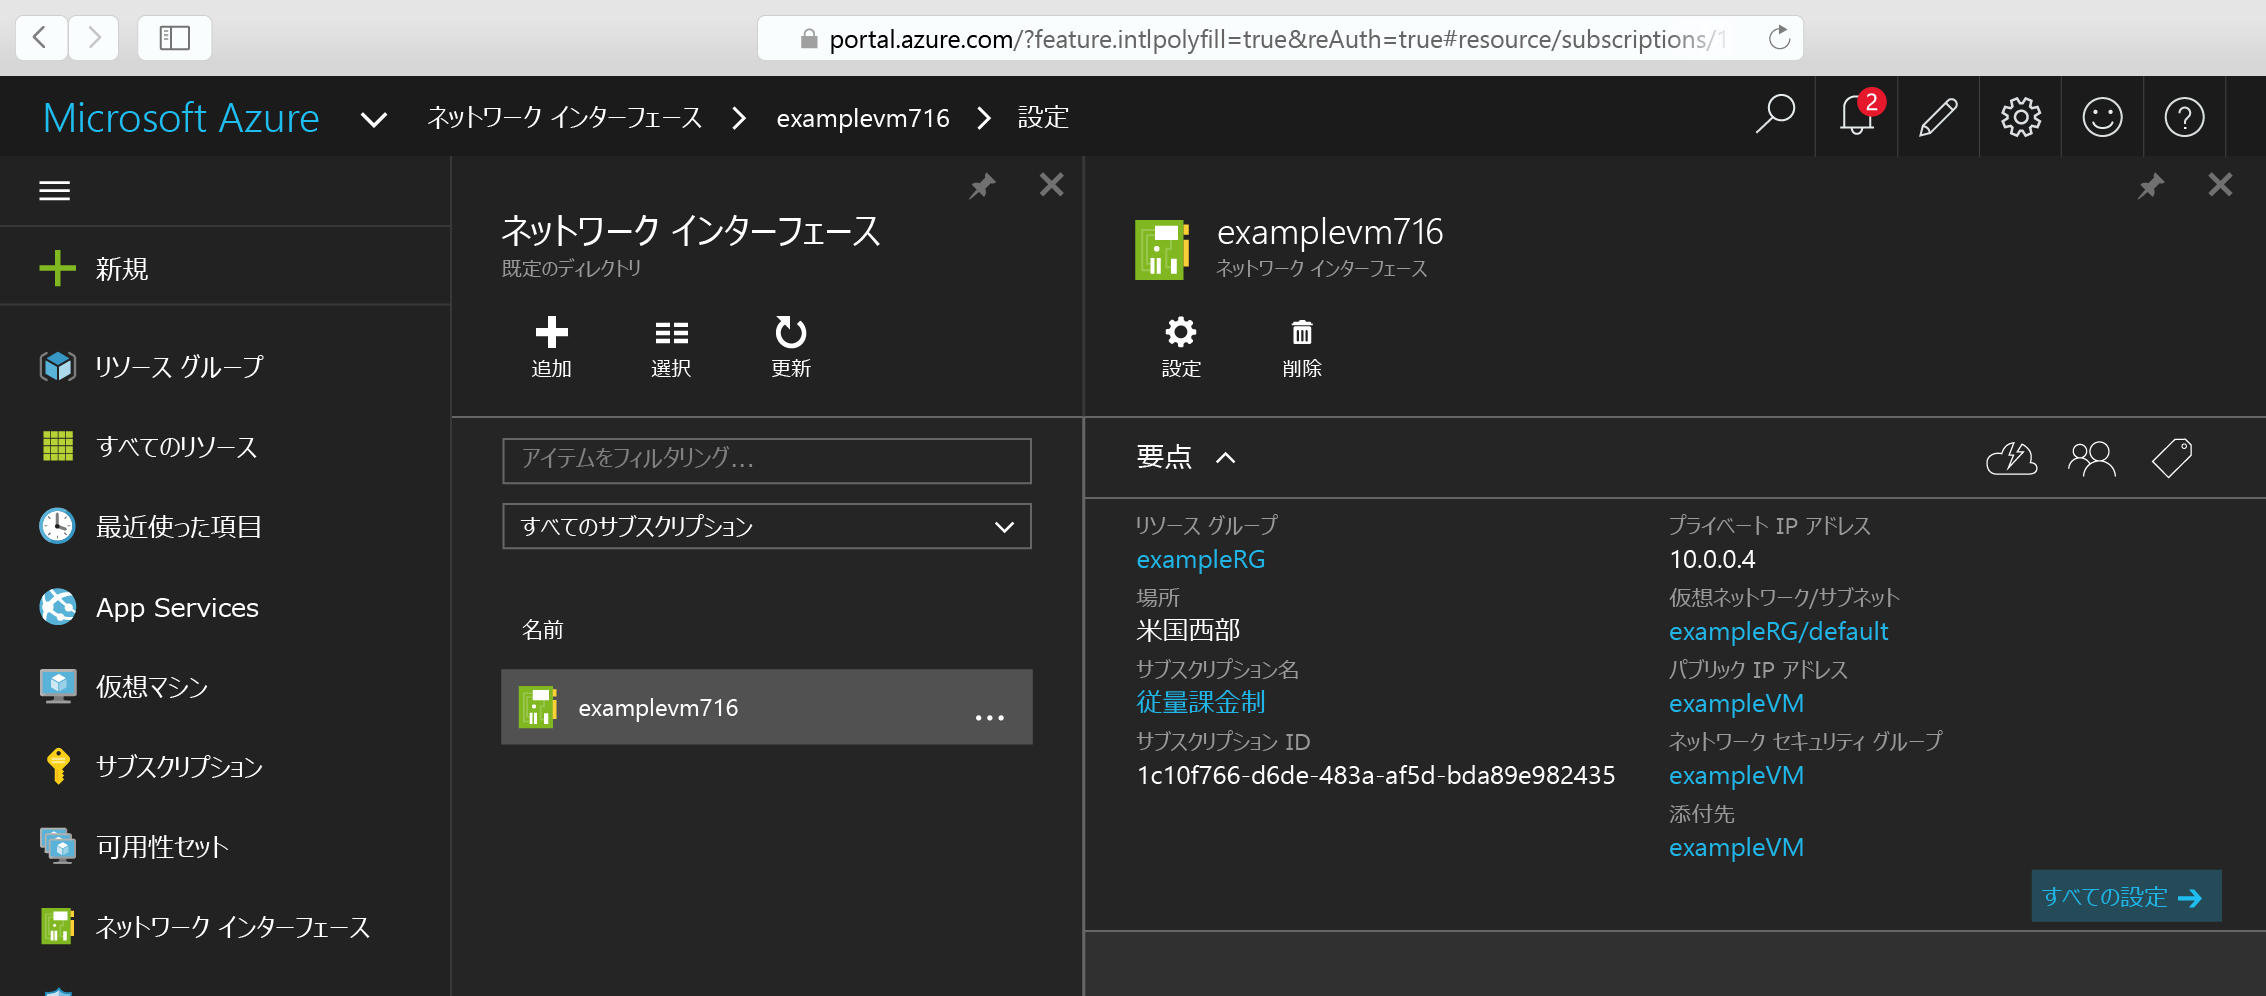 portal.azure.com/?feature.intlpolyfill=true&reAuth=true#resource/subscriptions/1
Microsoft Azure
ネットワーク インターフェース
examplevm716
設定
2
新規
リソース グループ
すべてのリソース
最近使った項目
App Services
仮想マシン
サブスクリプション
可用性セット
ネットワーク インターフェース
ネットワーク インターフェース
既定のディレクトリ
追加
選択
更新
アイテムをフィルタリング...
すべてのサブスクリプション
名前
examplevm716
...
examplevm716
ネットワーク インターフェース
設定
削除
要点
リソース グループ
exampleRG
場所
米国西部
サブスクリプション名
従量課金制
サブスクリプション ID
1c10f766-d6de-483a-af5d-bda89e982435
プライベート IP アドレス
10.0.0.4
仮想ネットワーク/サブネット
exampleRG/default
パブリック IP アドレス
exampleVM
ネットワーク セキュリティ グループ
exampleVM
添付先
exampleVM
すべての設定